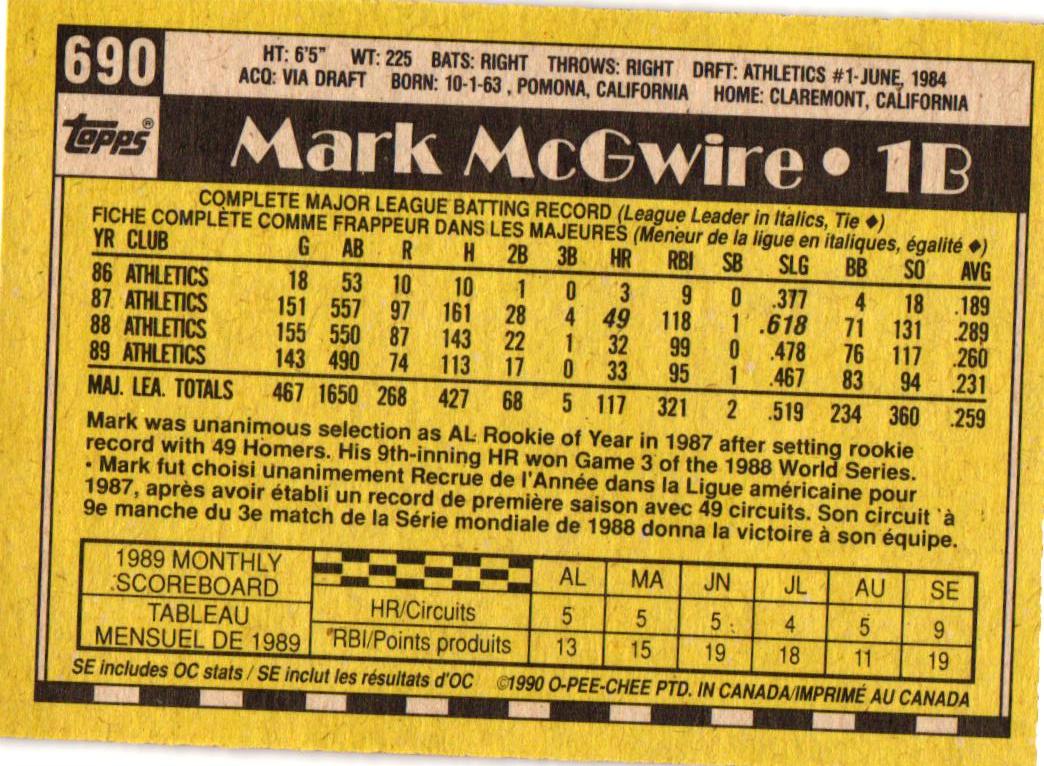 690
HT: 6'5" WT: 225 BATS: RIGHT THROWS: RIGHT DRFT: ATHLETICS #1-JUNE, 1984
ACQ: VIA DRAFT BORN: 10-1-63 , POMONA, CALIFORNIA HOME: CLAREMONT, CALIFORNIA
Topps®
Mark McGwire • 1B
COMPLETE MAJOR LEAGUE BATTING RECORD (League Leader in Italics, Tie ◆)
FICHE COMPLÈTE COMME FRAPPEUR DANS LES MAJEURES (Meneur de la ligue en italiques, égalité ◆)
YR CLUB G AB R H 2B 3B HR RBI SB SLG BB SO AVG
86 ATHLETICS 18 53 10 10 1 0 3 9 0 .377 4 18 .189
87 ATHLETICS 151 557 97 161 28 4 49 118 1 .618 71 131 .289
88 ATHLETICS 155 550 87 143 22 1 32 99 0 .478 76 117 .260
89 ATHLETICS 143 490 74 113 17 0 33 95 1 .467 83 94 .231
MAJ. LEA. TOTALS 467 1650 268 427 68 5 117 321 2 .519 234 360 .259
Mark was unanimous selection as AL Rookie of Year in 1987 after setting rookie
record with 49 Homers. His 9th-inning HR won Game 3 of the 1988 World Series.
• Mark fut choisi unanimement Recrue de l'Année dans la Ligue américaine pour
1987, après avoir établi un record de première saison avec 49 circuits. Son circuit à
9e manche du 3e match de la Série mondiale de 1988 donna la victoire à son équipe.
1989 MONTHLY
SCOREBOARD
TABLEAU
MENSUEL DE 1989
AL MA JN JL AU SE
HR/Circuits 5 5 5 4 5 9
RBI/Points produits 13 15 19 18 11 19
SE includes OC stats / SE inclut les résultats d'OC ©1990 O-PEE-CHEE PTD. IN CANADA/IMPRIMÉ AU CANADA